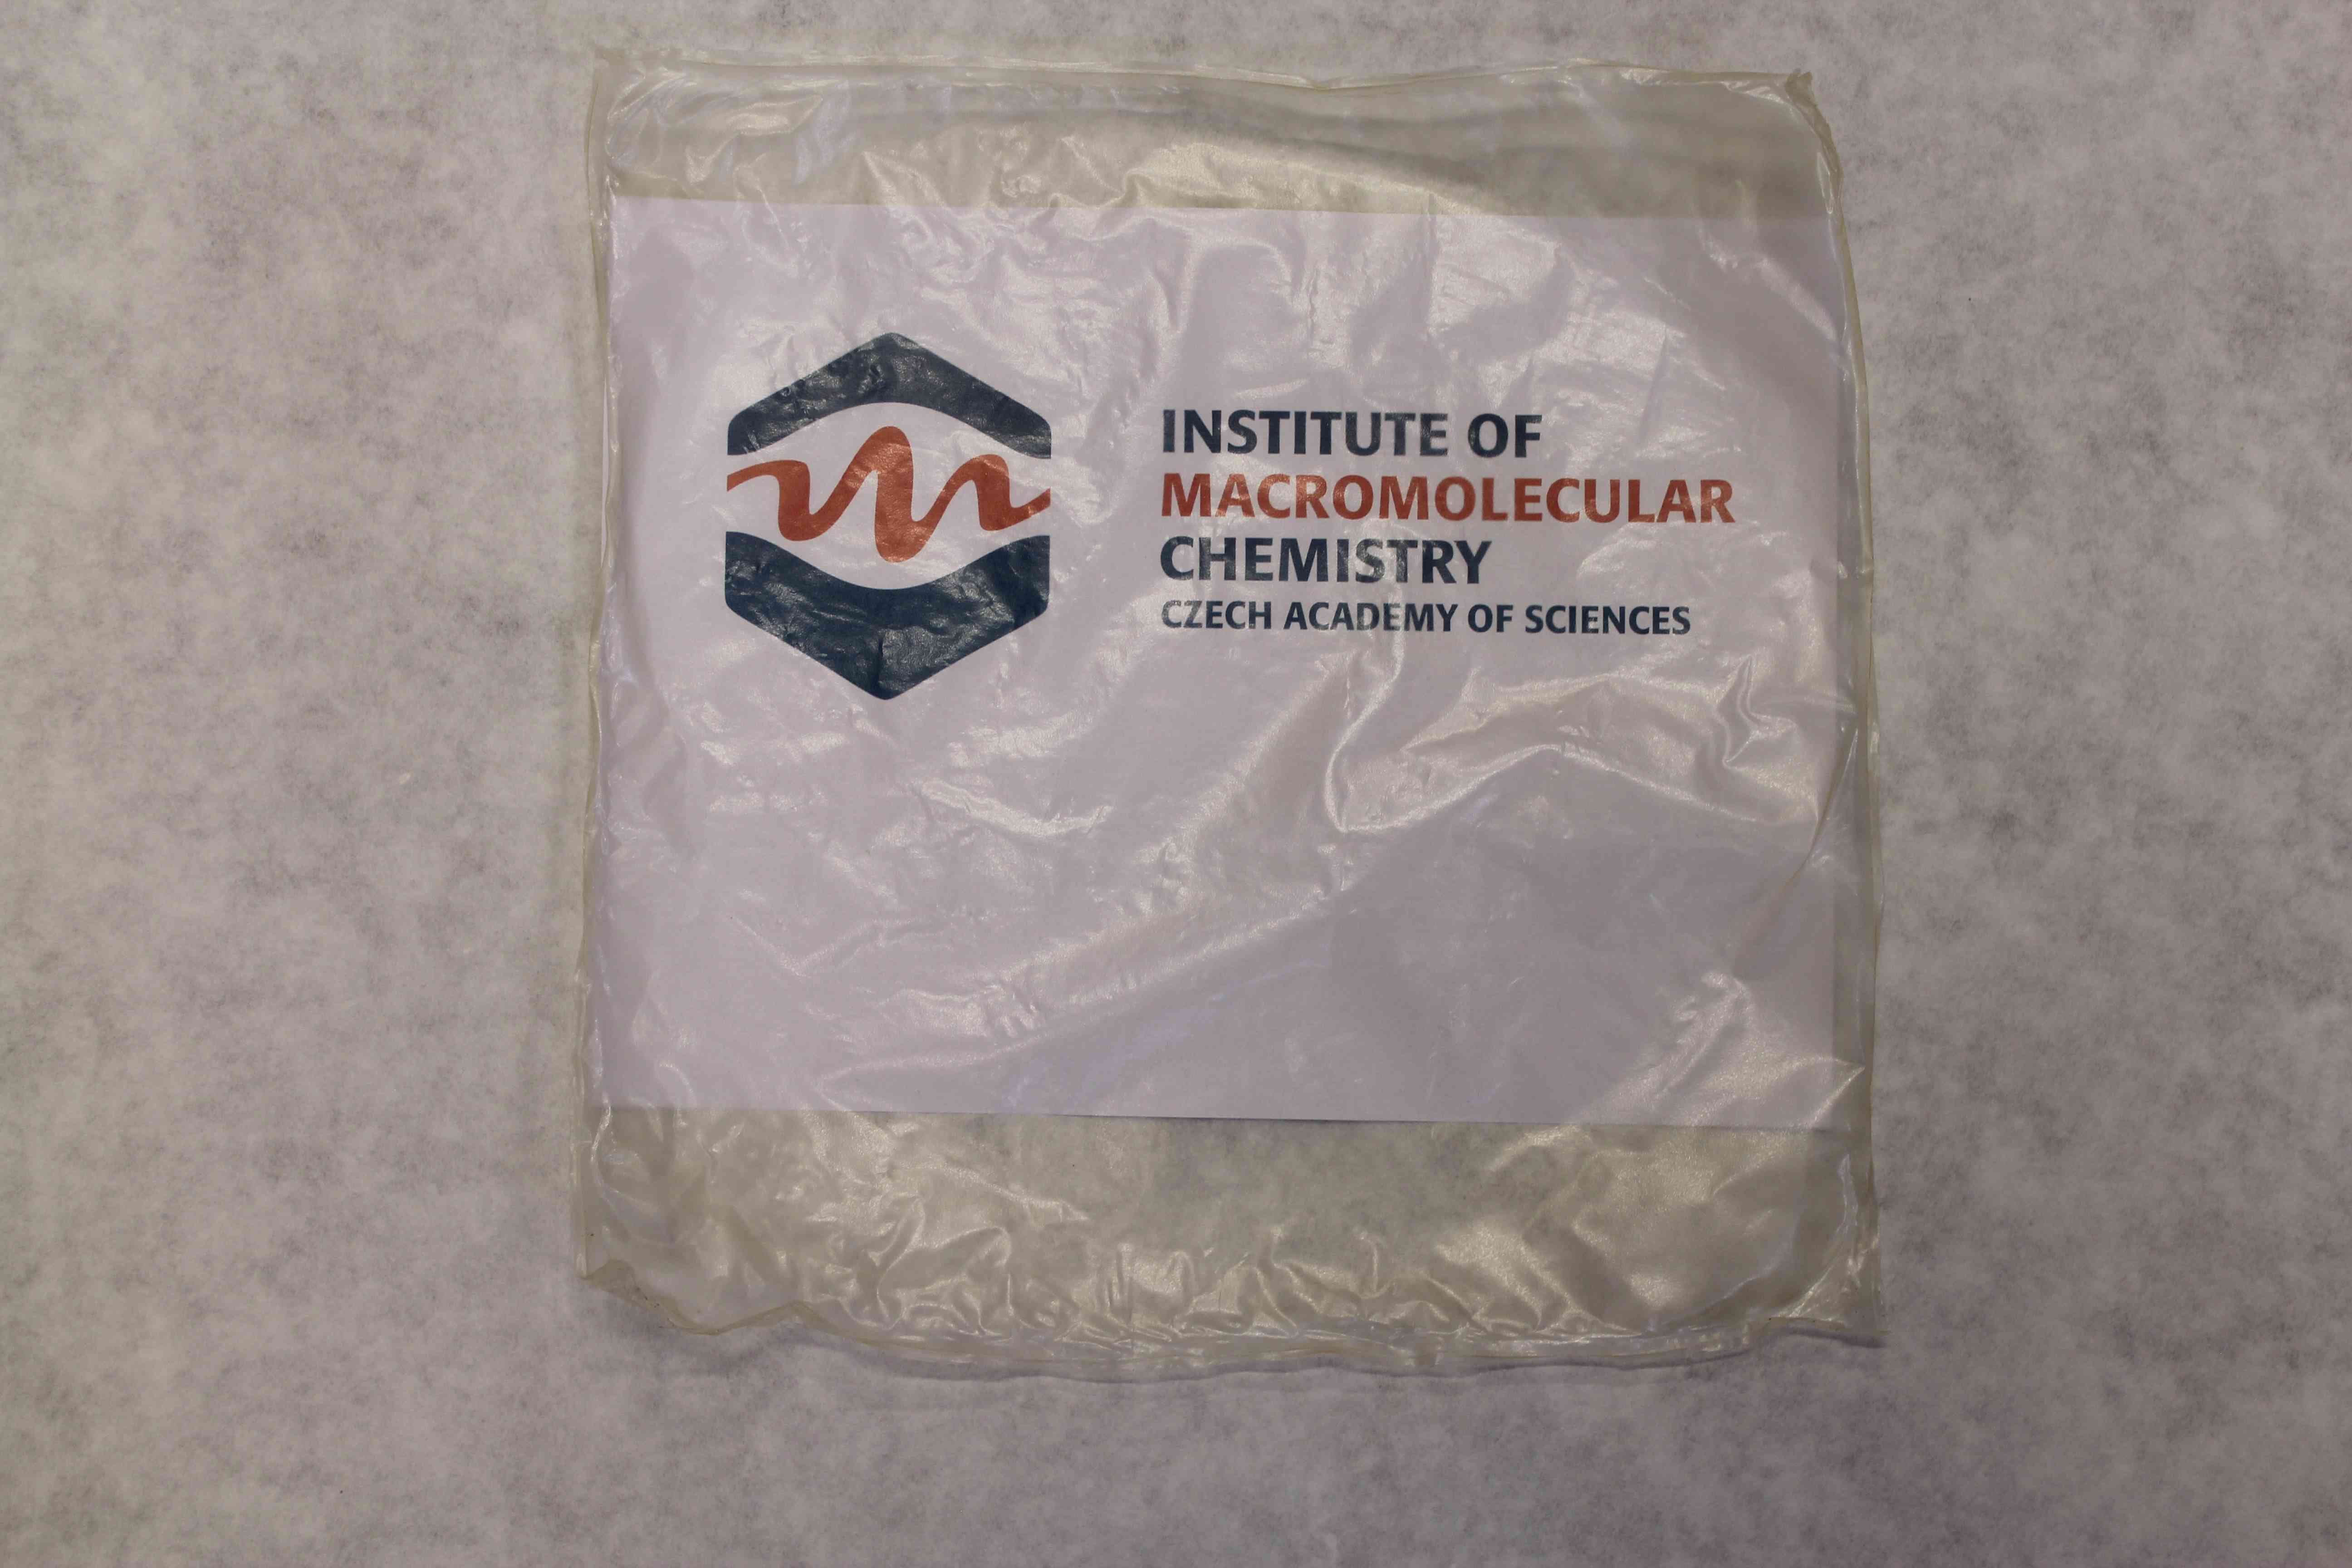 INSTITUTE OF
MACROMOLECULAR
CHEMISTRY
CZECH ACADEMY OF SCIENCES